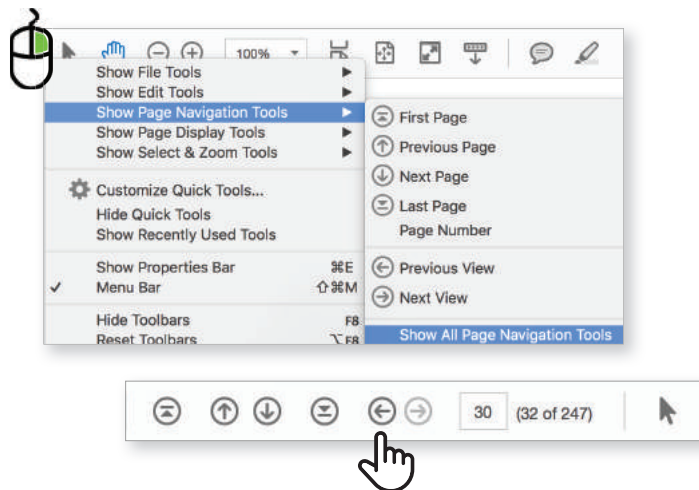 100%
Show File Tools
Show Edit Tools
Show Page Navigation Tools
Show Page Display Tools
Show Select & Zoom Tools
Customize Quick Tools...
Hide Quick Tools
Show Recently Used Tools
Show Properties Bar ⌘E
✓ Menu Bar ⇧⌘M
Hide Toolbars F8
Reset Toolbars ⌥F8
First Page
Previous Page
Next Page
Last Page
Page Number
Previous View
Next View
Show All Page Navigation Tools
30 (32 of 247)